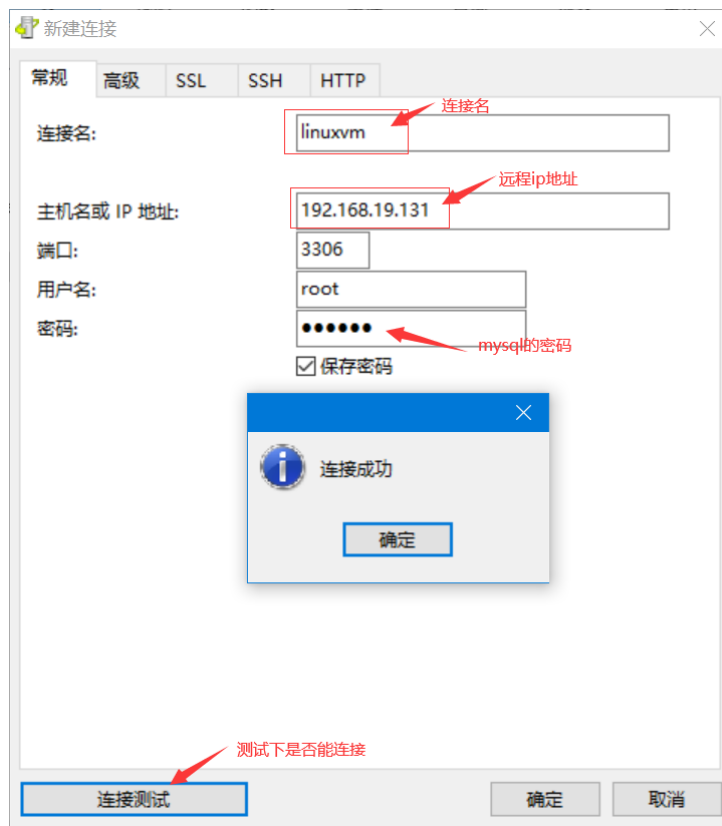 新建连接
常规 高级 SSL SSH HTTP
连接名
连接名: linuxvm
远程ip地址
主机名或 IP 地址: 192.168.19.131
端口: 3306
用户名: root
密码: ●●●●●●
mysql的密码
保存密码
连接成功
确定
测试下是否能连接
连接测试 确定 取消